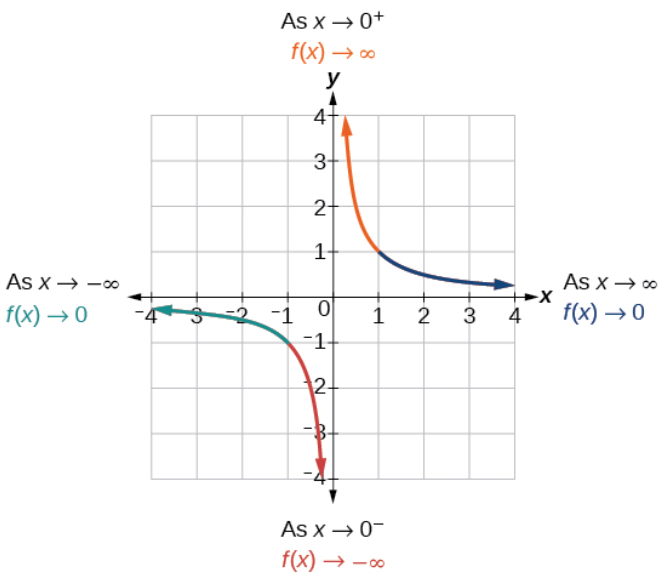 As x → 0⁺
f(x) → ∞
y
4
3
2
1
As x → −∞
f(x) → 0
−4 −3 −2 −1 0 1 2 3 4
x
As x → ∞
f(x) → 0
−1
−2
−3
−4
As x → 0⁻
f(x) → −∞